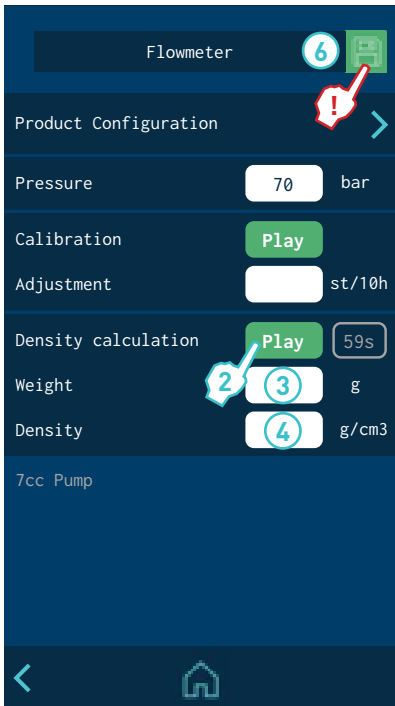 Flowmeter 6
!
Product Configuration
Pressure 70 bar
Calibration Play
Adjustment st/10h
Density calculation Play 59s
Weight 2 3 g
Density 4 g/cm3
7cc Pump